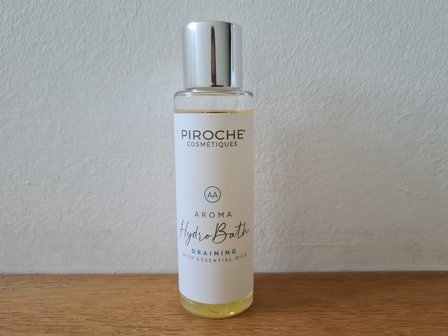 PIROCHE®
COSMÉTIQUES
AA
AROMA
HydroBath
DRAINING
WITH ESSENTIAL OILS